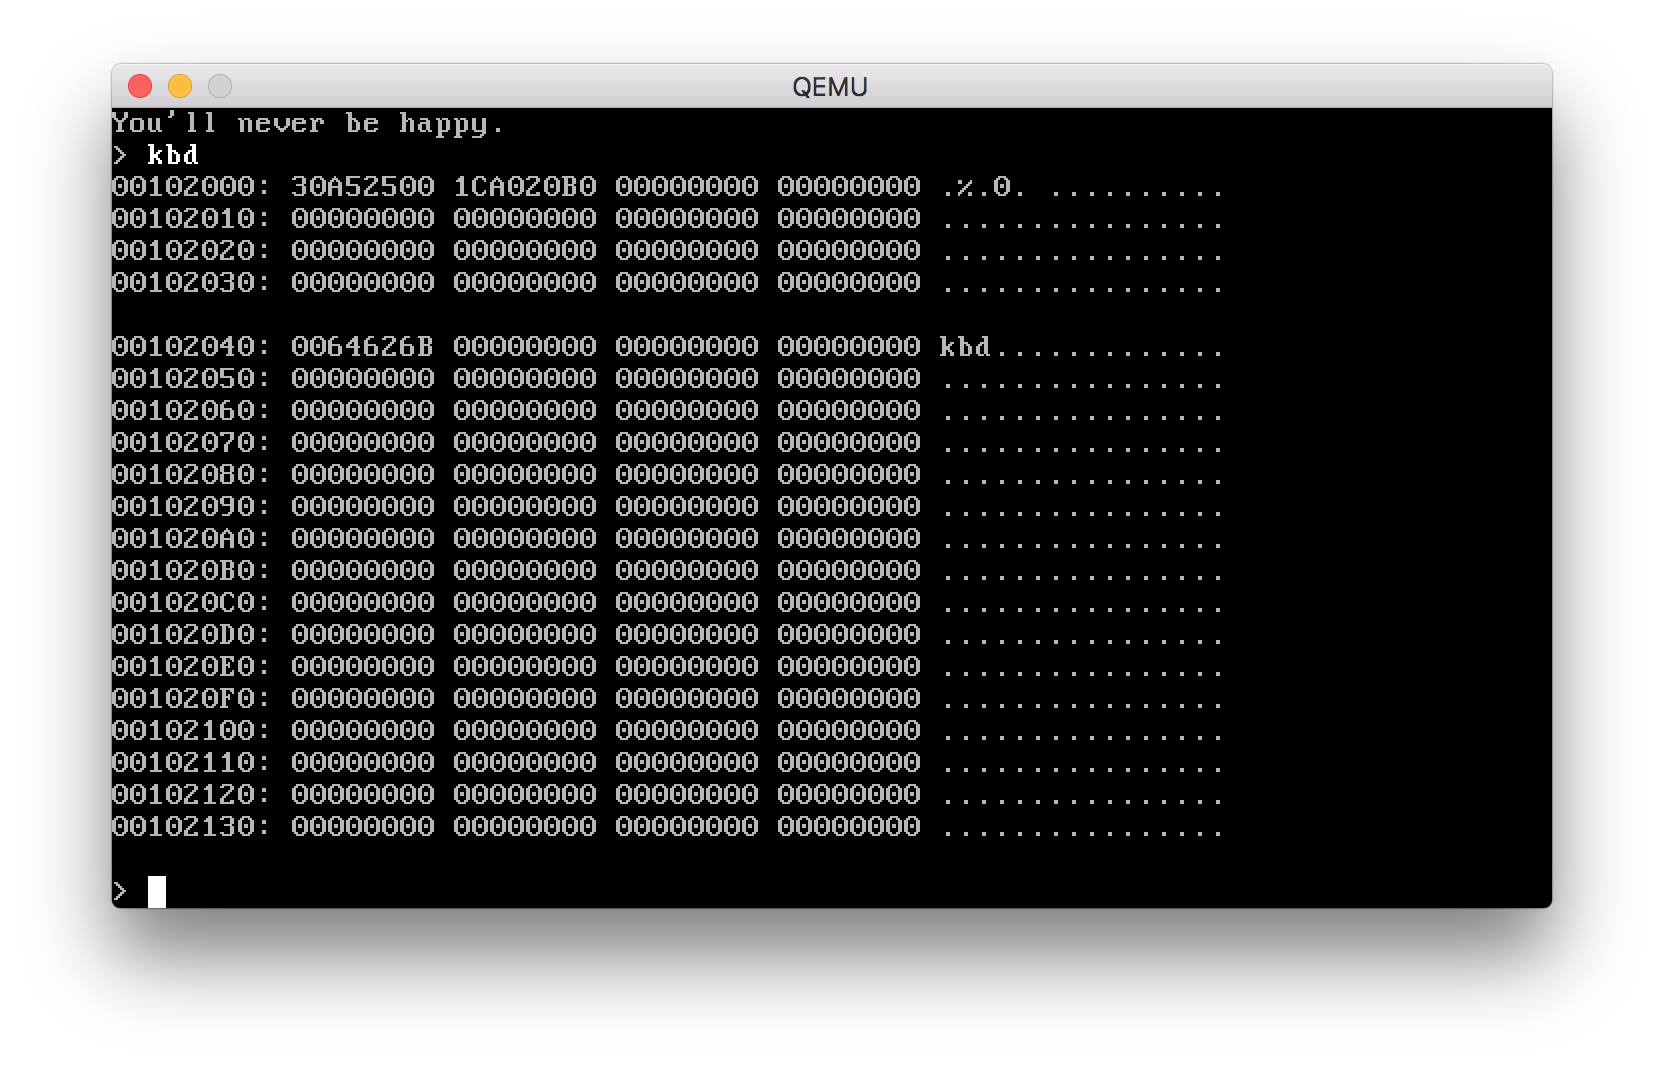 QEMU
You'll never be happy.
> kbd
00102000: 30A52500 1CA020B0 00000000 00000000 .%.0. ..........
00102010: 00000000 00000000 00000000 00000000 ................
00102020: 00000000 00000000 00000000 00000000 ................
00102030: 00000000 00000000 00000000 00000000 ................
00102040: 0064626B 00000000 00000000 00000000 kbd.............
00102050: 00000000 00000000 00000000 00000000 ................
00102060: 00000000 00000000 00000000 00000000 ................
00102070: 00000000 00000000 00000000 00000000 ................
00102080: 00000000 00000000 00000000 00000000 ................
00102090: 00000000 00000000 00000000 00000000 ................
001020A0: 00000000 00000000 00000000 00000000 ................
001020B0: 00000000 00000000 00000000 00000000 ................
001020C0: 00000000 00000000 00000000 00000000 ................
001020D0: 00000000 00000000 00000000 00000000 ................
001020E0: 00000000 00000000 00000000 00000000 ................
001020F0: 00000000 00000000 00000000 00000000 ................
00102100: 00000000 00000000 00000000 00000000 ................
00102110: 00000000 00000000 00000000 00000000 ................
00102120: 00000000 00000000 00000000 00000000 ................
00102130: 00000000 00000000 00000000 00000000 ................
>